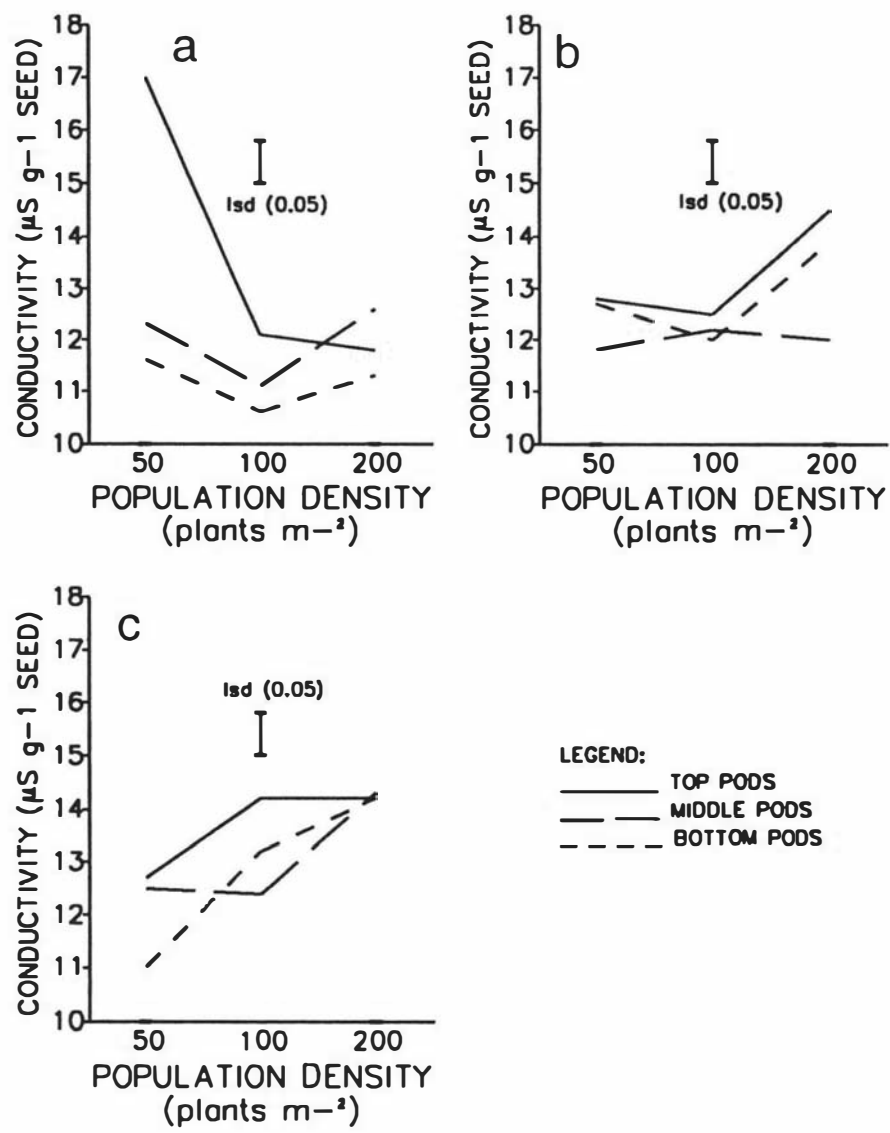 a
CONDUCTIVITY (µS g-1 SEED)
18
17
16
15
14
13
12
11
10
lsd (0.05)
50 100 200
POPULATION DENSITY
(plants m-²)
b
CONDUCTIVITY (µS g-1 SEED)
18
17
16
15
14
13
12
11
10
lsd (0.05)
50 100 200
POPULATION DENSITY
(plants m-²)
c
CONDUCTIVITY (µS g-1 SEED)
18
17
16
15
14
13
12
11
10
lsd (0.05)
50 100 200
POPULATION DENSITY
(plants m-²)
LEGEND:
TOP PODS
MIDDLE PODS
BOTTOM PODS